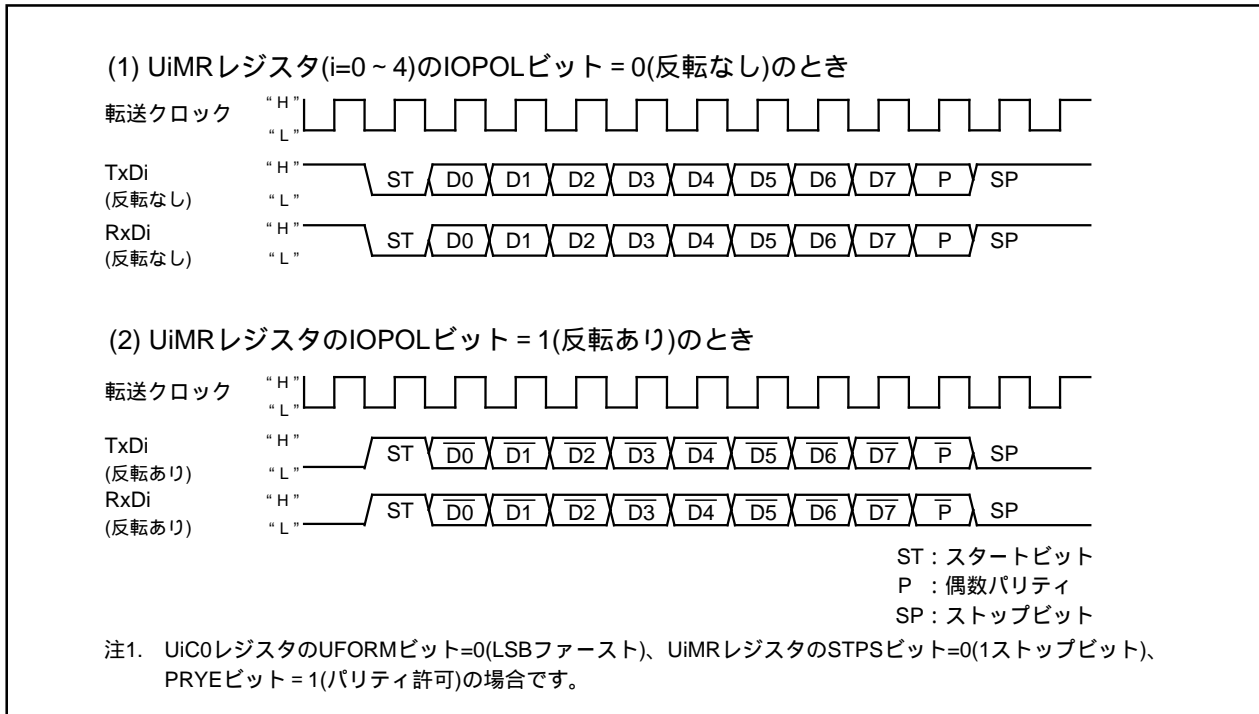 (1) UiMRレジスタ(i=0~4)のIOPOLビット = 0(反転なし)のとき
転送クロック “H” “L”
TxDi (反転なし) “H” “L” ST D0 D1 D2 D3 D4 D5 D6 D7 P SP
RxDi (反転なし) “H” “L” ST D0 D1 D2 D3 D4 D5 D6 D7 P SP
(2) UiMRレジスタのIOPOLビット = 1(反転あり)のとき
転送クロック “H” “L”
TxDi (反転あり) “H” “L” ST D0 D1 D2 D3 D4 D5 D6 D7 P SP
RxDi (反転あり) “H” “L” ST D0 D1 D2 D3 D4 D5 D6 D7 P SP
ST:スタートビット
P :偶数パリティ
SP:ストップビット
注1. UiC0レジスタのUFORMビット=0(LSBファースト)、UiMRレジスタのSTPSビット=0(1ストップビット)、
PRYEビット = 1(パリティ許可)の場合です。